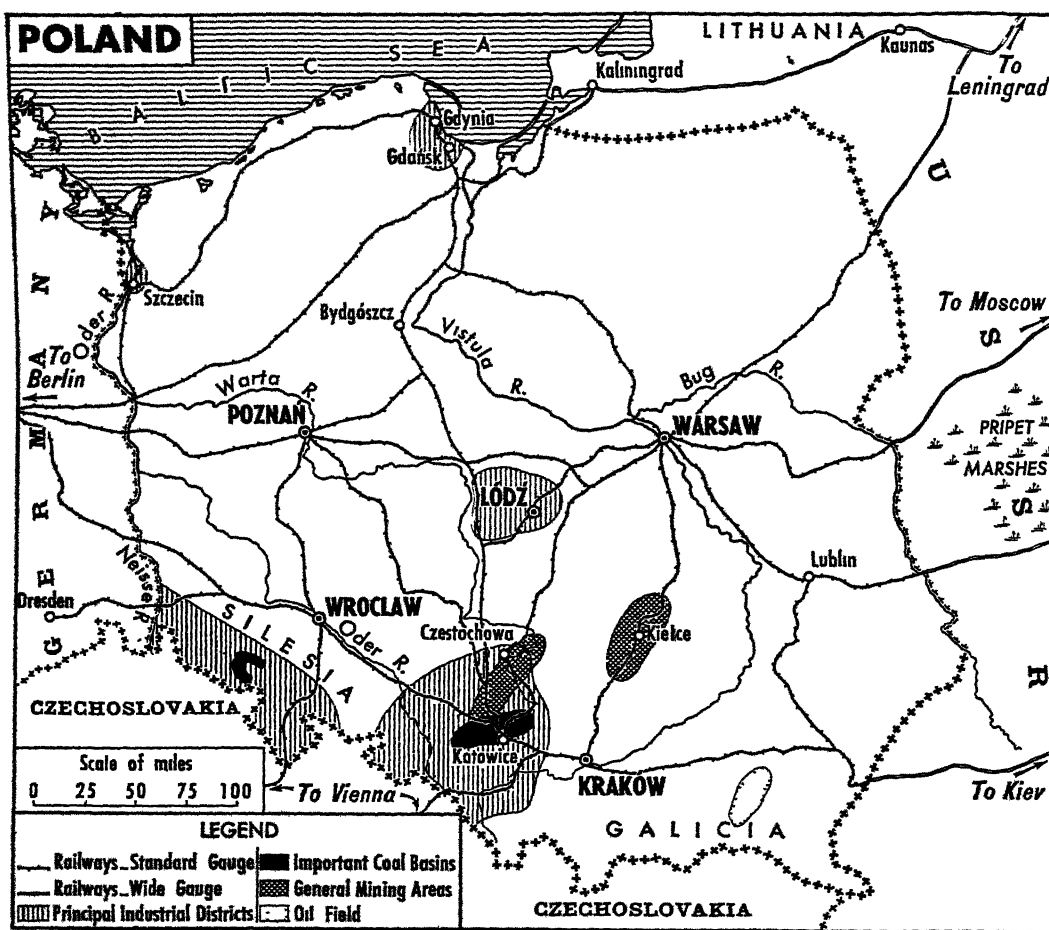 POLAND
BALTIC SEA
LITHUANIA
Kaunas
To
Leningrad
Kaliningrad
Gdynia
Gdańsk
U S S R
GERMANY
Szczecin
Oder R
To
Berlin
Bydgószcz
Vistula R.
To Moscow
Warta R.
POZNAŃ
Bug R.
WARSAW
PRIPET
MARSHES
ŁÓDŹ
Lublin
Neisse R.
Dresden
WROCLAW
SILESIA
Oder R.
Czestochowa
Kielce
CZECHOSLOVAKIA
Katowice
KRAKÓW
Scale of miles
0 25 50 75 100
To Vienna
To Kiev
GALICIA
LEGEND
Railways_Standard Gauge
Important Coal Basins
Railways_Wide Gauge
General Mining Areas
Principal Industrial Districts
Oil Field
CZECHOSLOVAKIA